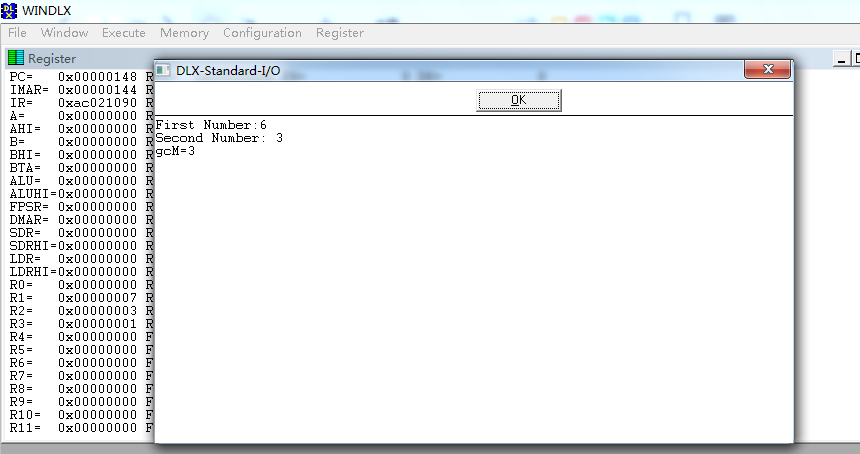 WINDLX
File Window Execute Memory Configuration Register
Register
DLX-Standard-I/O
OK
First Number:6
Second Number: 3
gcM=3
PC= 0x00000148 R
IMAR= 0x00000144 R
IR= 0xac021090 R
A= 0x00000000 R
AHI= 0x00000000 R
B= 0x00000000 R
BHI= 0x00000000 R
BTA= 0x00000000 R
ALU= 0x00000000 R
ALUHI=0x00000000 R
FPSR= 0x00000000 R
DMAR= 0x00000000 R
SDR= 0x00000000 R
SDRHI=0x00000000 R
LDR= 0x00000000 R
LDRHI=0x00000000 R
R0= 0x00000000 R
R1= 0x00000007 R
R2= 0x00000003 R
R3= 0x00000001 R
R4= 0x00000000 F
R5= 0x00000000 F
R6= 0x00000000 F
R7= 0x00000000 F
R8= 0x00000000 F
R9= 0x00000000 F
R10= 0x00000000 F
R11= 0x00000000 F